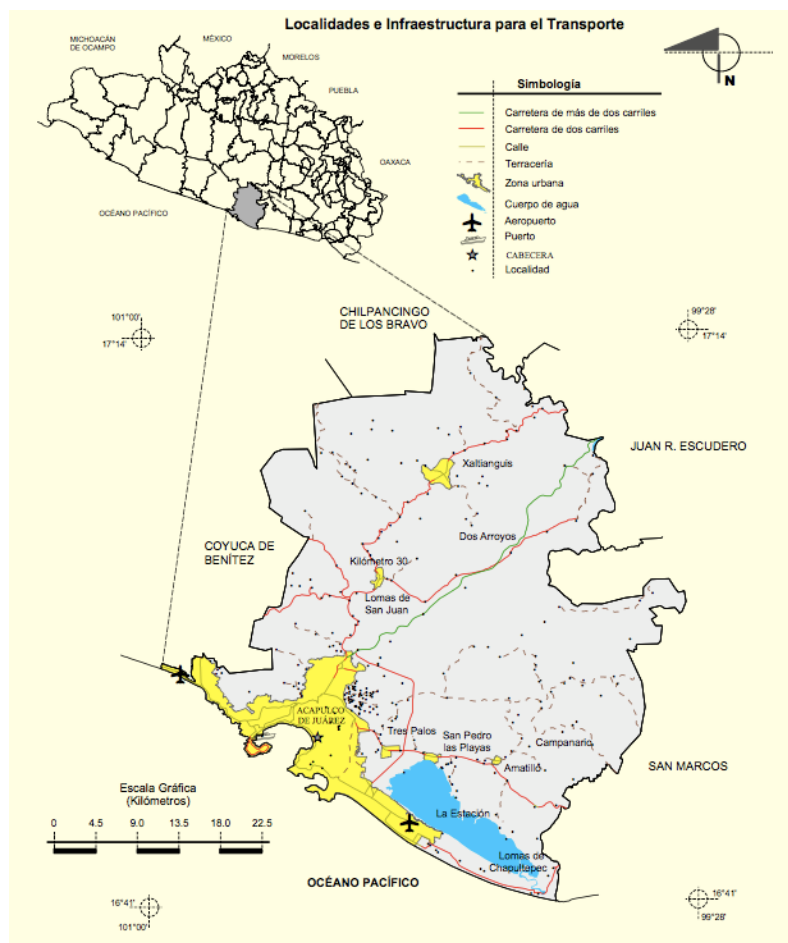 Localidades e Infraestructura para el Transporte
MICHOACÁN
DE OCAMPO
MÉXICO
MORELOS
PUEBLA
OAXACA
OCÉANO PACÍFICO
N
Simbología
Carretera de más de dos carriles
Carretera de dos carriles
Calle
Terracería
Zona urbana
Cuerpo de agua
Aeropuerto
Puerto
CABECERA
Localidad
101°00'
17°14'
CHILPANCINGO
DE LOS BRAVO
99°28'
17°14'
JUAN R. ESCUDERO
Xaltianguis
Dos Arroyos
COYUCA DE
BENÍTEZ
Kilómetro 30
Lomas de
San Juan
ACAPULCO
DE JUÁREZ
Tres Palos
San Pedro
las Playas
Campanario
Amatillo
SAN MARCOS
Escala Gráfica
(Kilómetros)
0 4.5 9.0 13.5 18.0 22.5
La Estación
Lomas de
Chapultepec
OCÉANO PACÍFICO
16°41'
101°00'
16°41'
99°28'